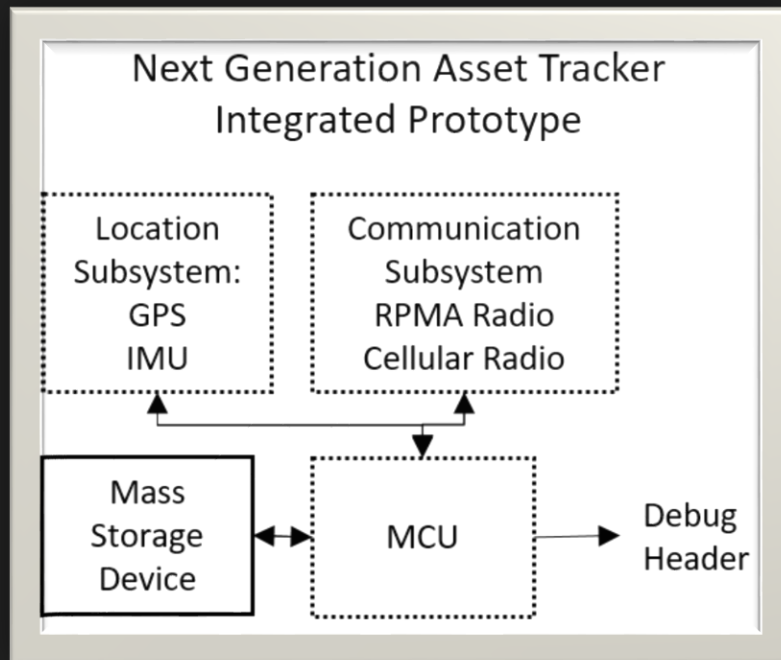 Next Generation Asset Tracker
Integrated Prototype
Location
Subsystem:
GPS
IMU
Communication
Subsystem
RPMA Radio
Cellular Radio
Mass
Storage
Device
MCU
Debug
Header